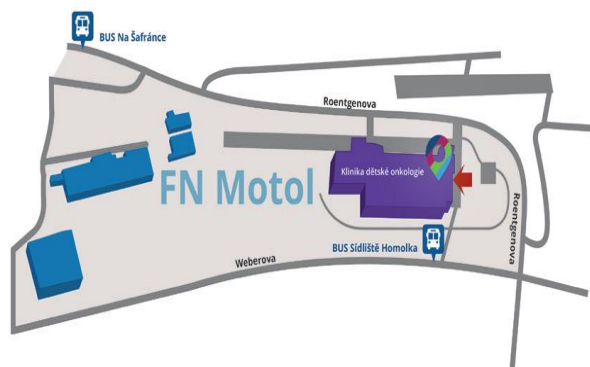 BUS Na Šafránce
Roentgenova
Klinika dětské onkologie
FN Motol
Roentgenova
BUS Sídliště Homolka
Weberova